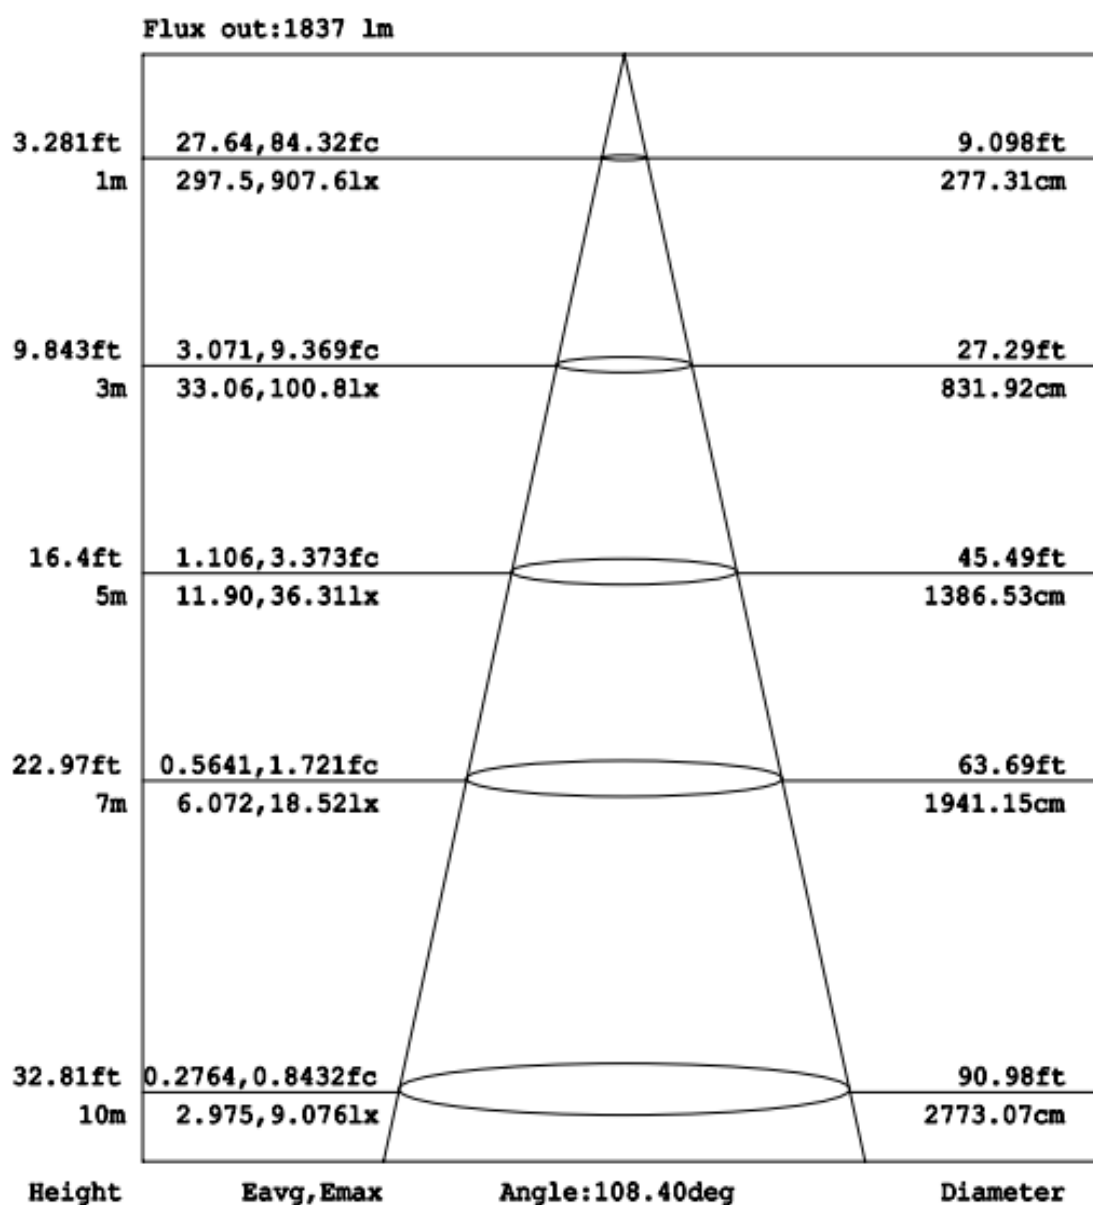 Flux out:1837 lm
3.281ft 27.64,84.32fc 9.098ft
1m 297.5,907.6lx 277.31cm
9.843ft 3.071,9.369fc 27.29ft
3m 33.06,100.8lx 831.92cm
16.4ft 1.106,3.373fc 45.49ft
5m 11.90,36.31lx 1386.53cm
22.97ft 0.5641,1.721fc 63.69ft
7m 6.072,18.52lx 1941.15cm
32.81ft 0.2764,0.8432fc 90.98ft
10m 2.975,9.076lx 2773.07cm
Height Eavg,Emax Angle:108.40deg Diameter